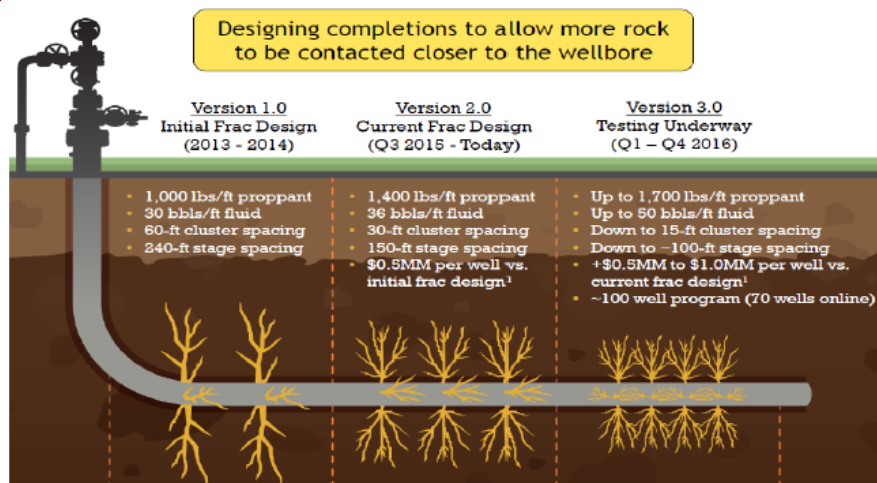 Designing completions to allow more rock
to be contacted closer to the wellbore
Version 1.0
Initial Frac Design
(2013 - 2014)
• 1,000 lbs/ft proppant
• 30 bbls/ft fluid
• 60-ft cluster spacing
• 240-ft stage spacing
Version 2.0
Current Frac Design
(Q3 2015 - Today)
• 1,400 lbs/ft proppant
• 36 bbls/ft fluid
• 30-ft cluster spacing
• 150-ft stage spacing
• $0.5MM per well vs.
initial frac design¹
Version 3.0
Testing Underway
(Q1 – Q4 2016)
• Up to 1,700 lbs/ft proppant
• Up to 50 bbls/ft fluid
• Down to 15-ft cluster spacing
• Down to ~100-ft stage spacing
• +$0.5MM to $1.0MM per well vs.
current frac design¹
• ~100 well program (70 wells online)